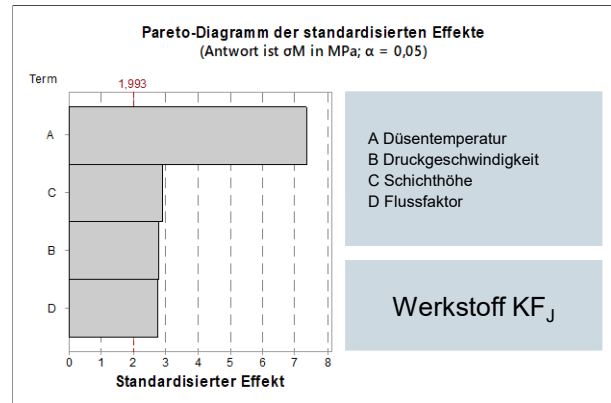 Pareto-Diagramm der standardisierten Effekte
(Antwort ist σM in MPa; α = 0,05)
Term
1,993
A
C
B
D
0 1 2 3 4 5 6 7 8
Standardisierter Effekt
A Düsentemperatur
B Druckgeschwindigkeit
C Schichthöhe
D Flussfaktor
Werkstoff KFJ